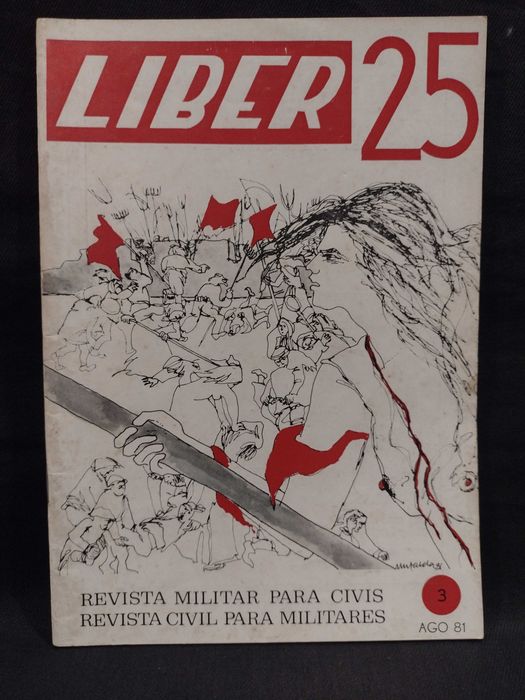 LIBER 25
REVISTA MILITAR PARA CIVIS
REVISTA CIVIL PARA MILITARES
3
AGO 81